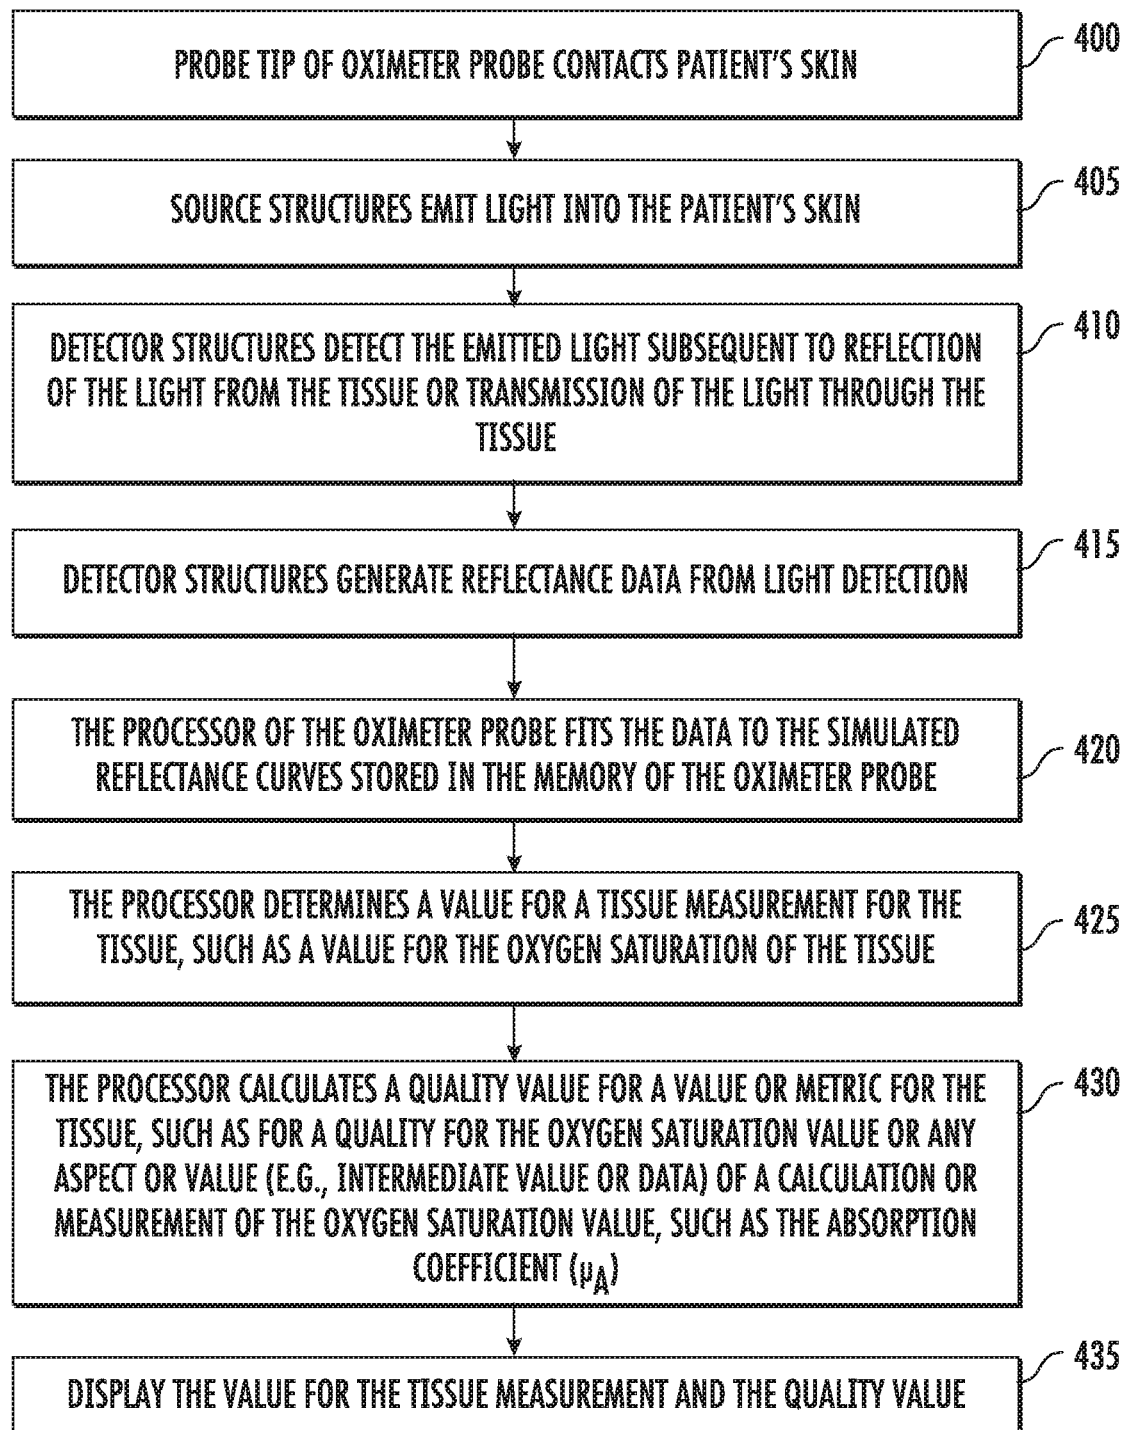 PROBE TIP OF OXIMETER PROBE CONTACTS PATIENT'S SKIN
400
SOURCE STRUCTURES EMIT LIGHT INTO THE PATIENT'S SKIN
405
DETECTOR STRUCTURES DETECT THE EMITTED LIGHT SUBSEQUENT TO REFLECTION
OF THE LIGHT FROM THE TISSUE OR TRANSMISSION OF THE LIGHT THROUGH THE
TISSUE
410
DETECTOR STRUCTURES GENERATE REFLECTANCE DATA FROM LIGHT DETECTION
415
THE PROCESSOR OF THE OXIMETER PROBE FITS THE DATA TO THE SIMULATED
REFLECTANCE CURVES STORED IN THE MEMORY OF THE OXIMETER PROBE
420
THE PROCESSOR DETERMINES A VALUE FOR A TISSUE MEASUREMENT FOR THE
TISSUE, SUCH AS A VALUE FOR THE OXYGEN SATURATION OF THE TISSUE
425
THE PROCESSOR CALCULATES A QUALITY VALUE FOR A VALUE OR METRIC FOR THE
TISSUE, SUCH AS FOR A QUALITY FOR THE OXYGEN SATURATION VALUE OR ANY
ASPECT OR VALUE (E.G., INTERMEDIATE VALUE OR DATA) OF A CALCULATION OR
MEASUREMENT OF THE OXYGEN SATURATION VALUE, SUCH AS THE ABSORPTION
COEFFICIENT (μA)
430
DISPLAY THE VALUE FOR THE TISSUE MEASUREMENT AND THE QUALITY VALUE
435